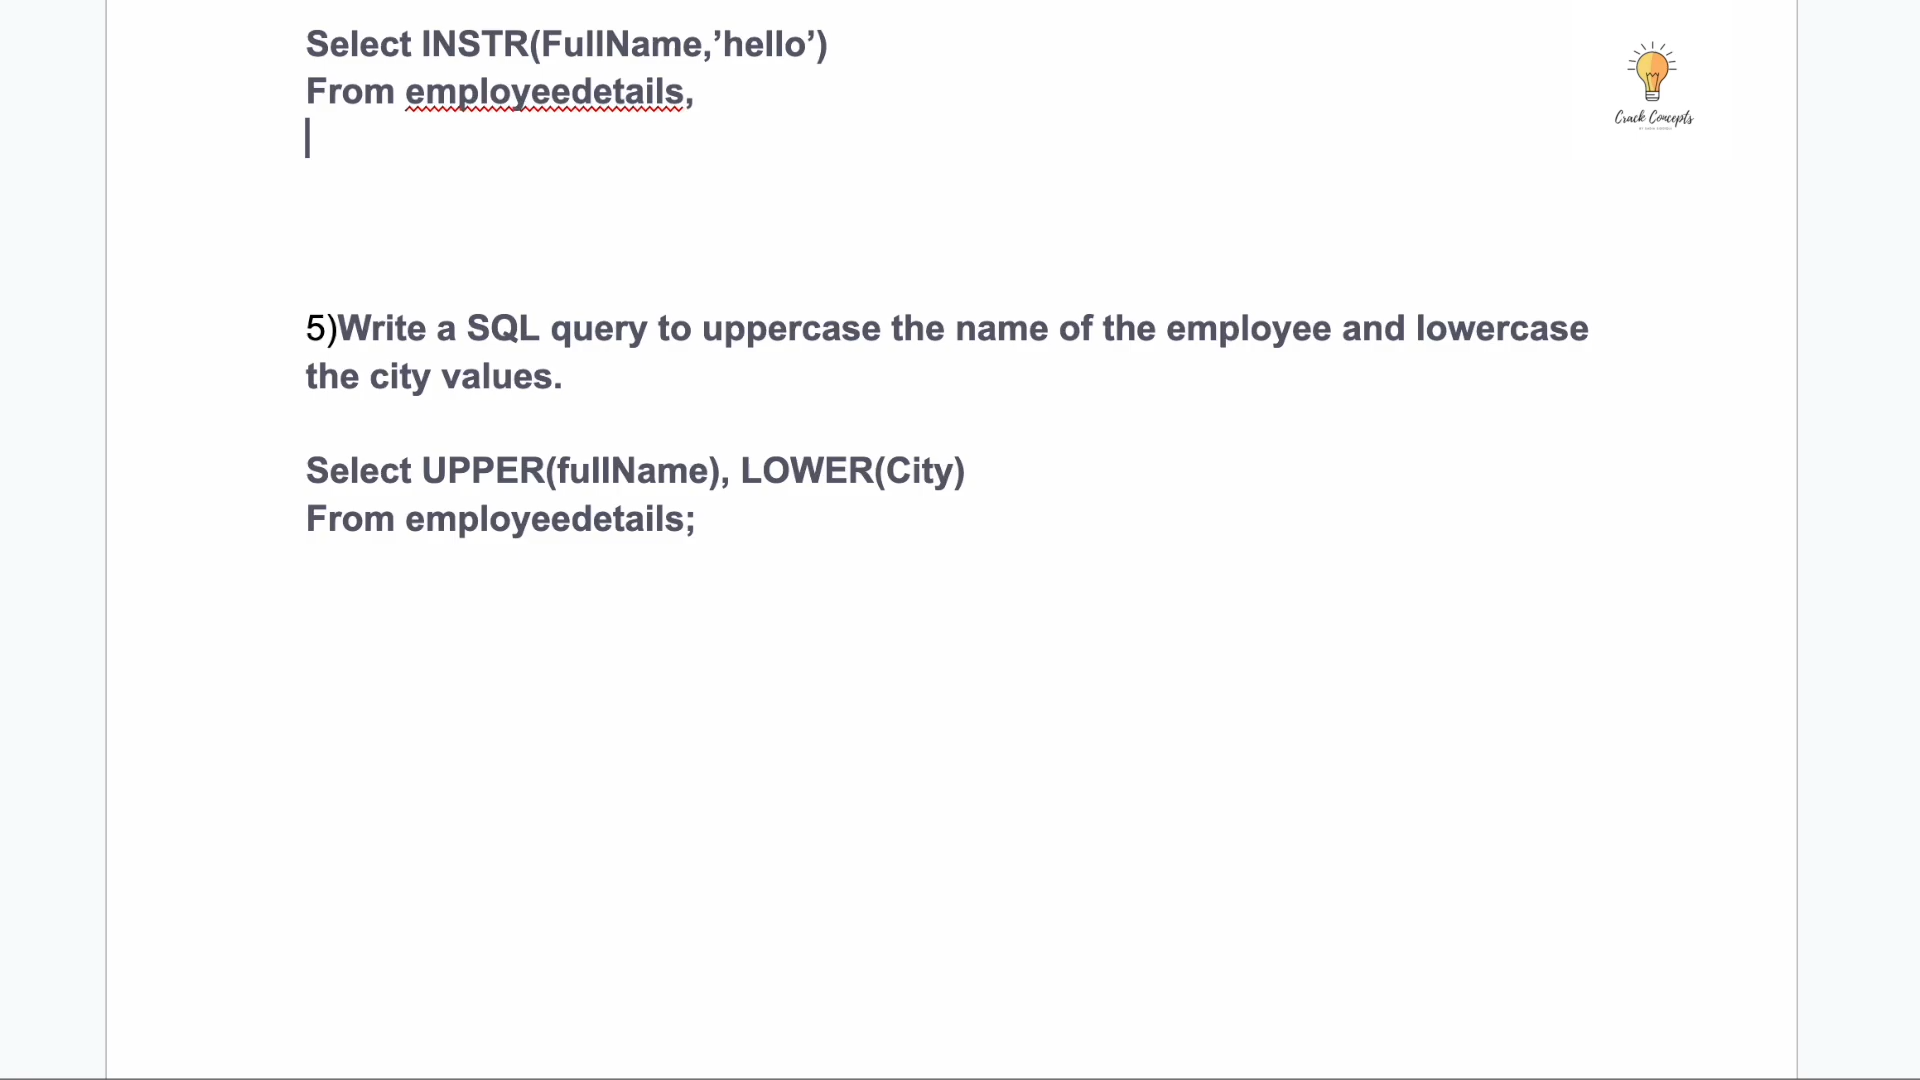 Select INSTR(FullName,’hello’)
From employeedetails,
Crack Concepts
5)Write a SQL query to uppercase the name of the employee and lowercase
the city values.
Select UPPER(fullName), LOWER(City)
From employeedetails;